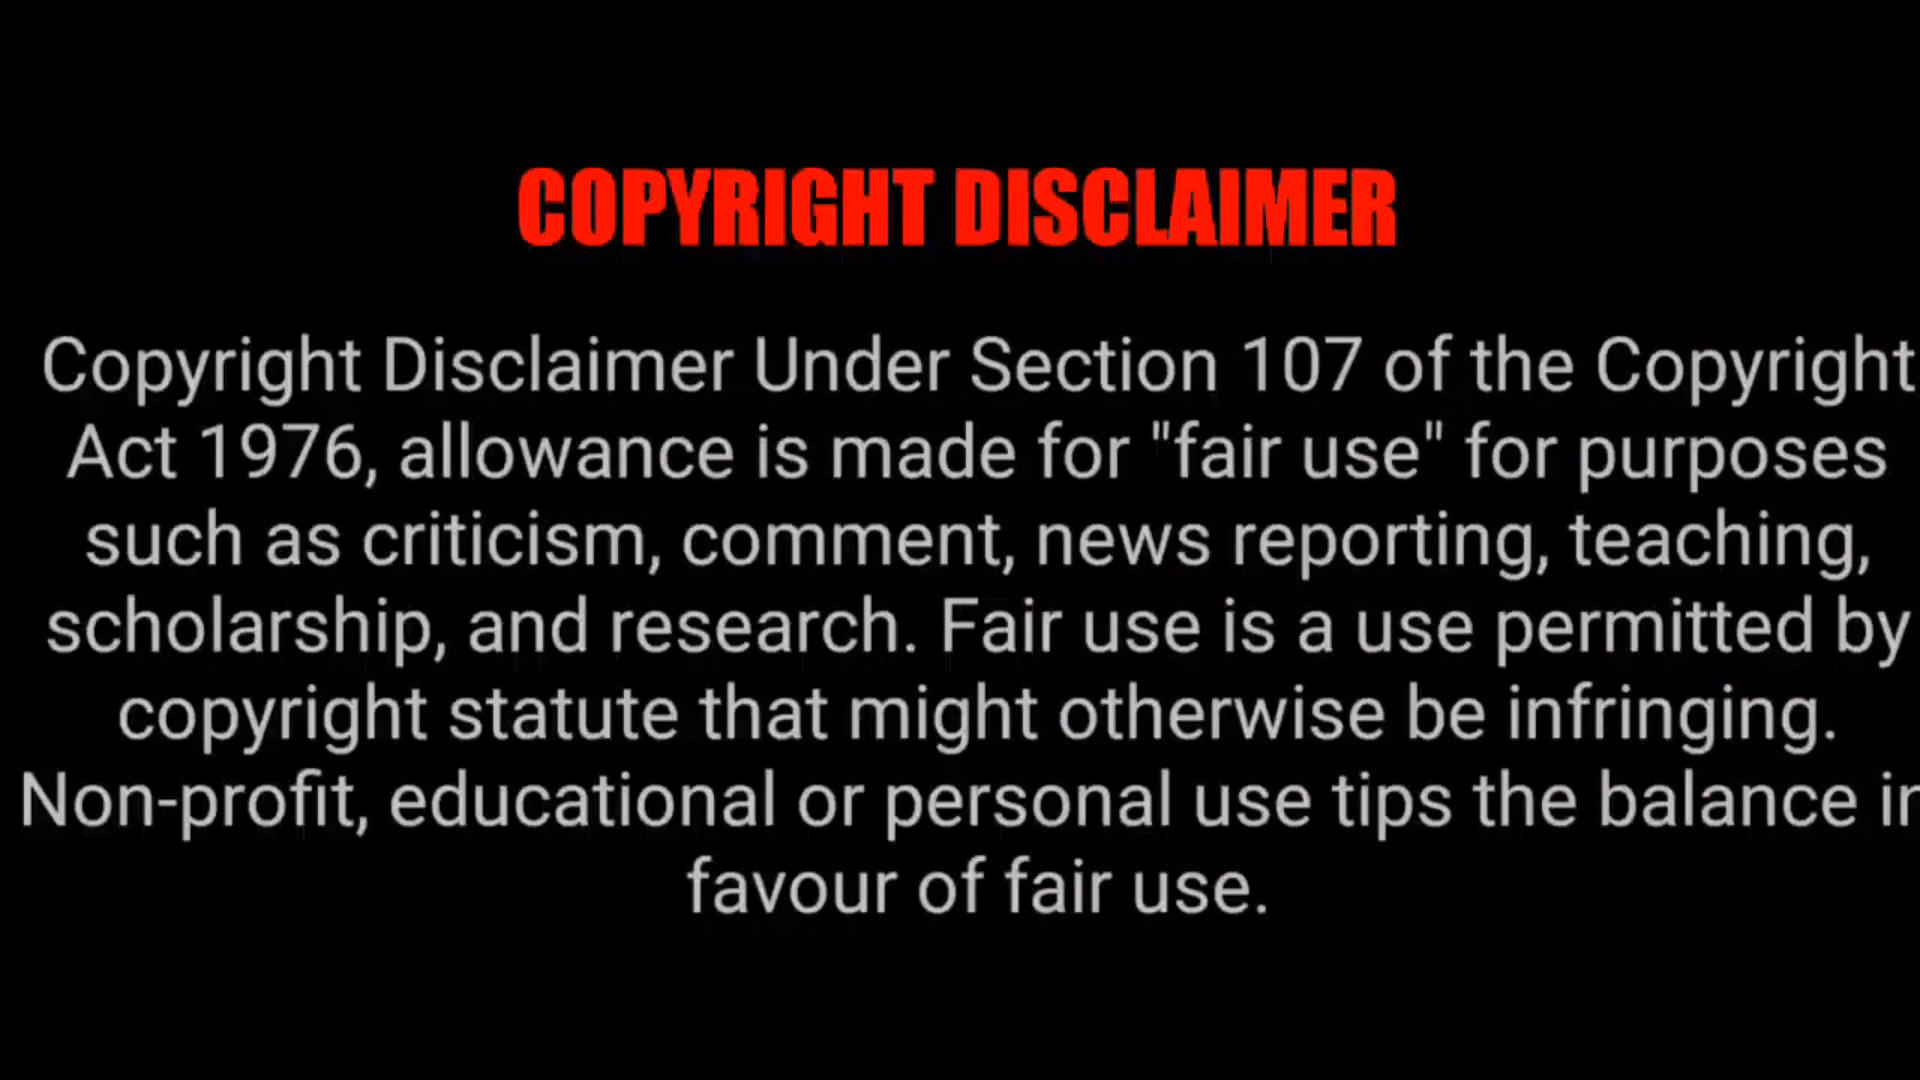 COPYRIGHT DISCLAIMER
Copyright Disclaimer Under Section 107 of the Copyright
Act 1976, allowance is made for "fair use" for purposes
such as criticism, comment, news reporting, teaching,
scholarship, and research. Fair use is a use permitted by
copyright statute that might otherwise be infringing.
Non-profit, educational or personal use tips the balance in
favour of fair use.